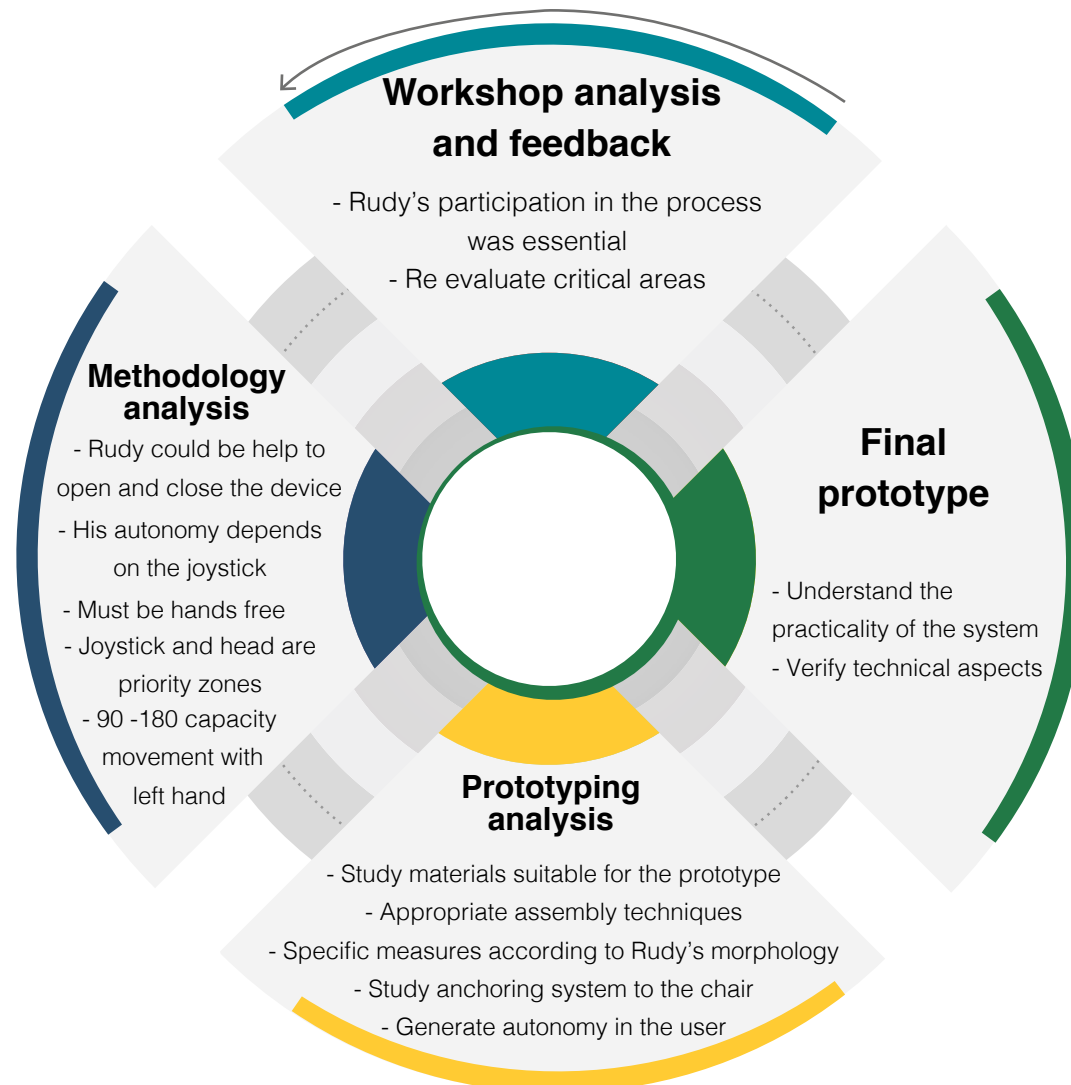 Workshop analysis
and feedback
- Rudy's participation in the process
was essential
- Re evaluate critical areas
Methodology
analysis
- Rudy could be help to
open and close the device
- His autonomy depends
on the joystick
- Must be hands free
- Joystick and head are
priority zones
- 90 -180 capacity
movement with
left hand
Prototyping
analysis
- Study materials suitable for the prototype
- Appropriate assembly techniques
- Specific measures according to Rudy's morphology
- Study anchoring system to the chair
- Generate autonomy in the user
Final
prototype
- Understand the
practicality of the system
- Verify technical aspects